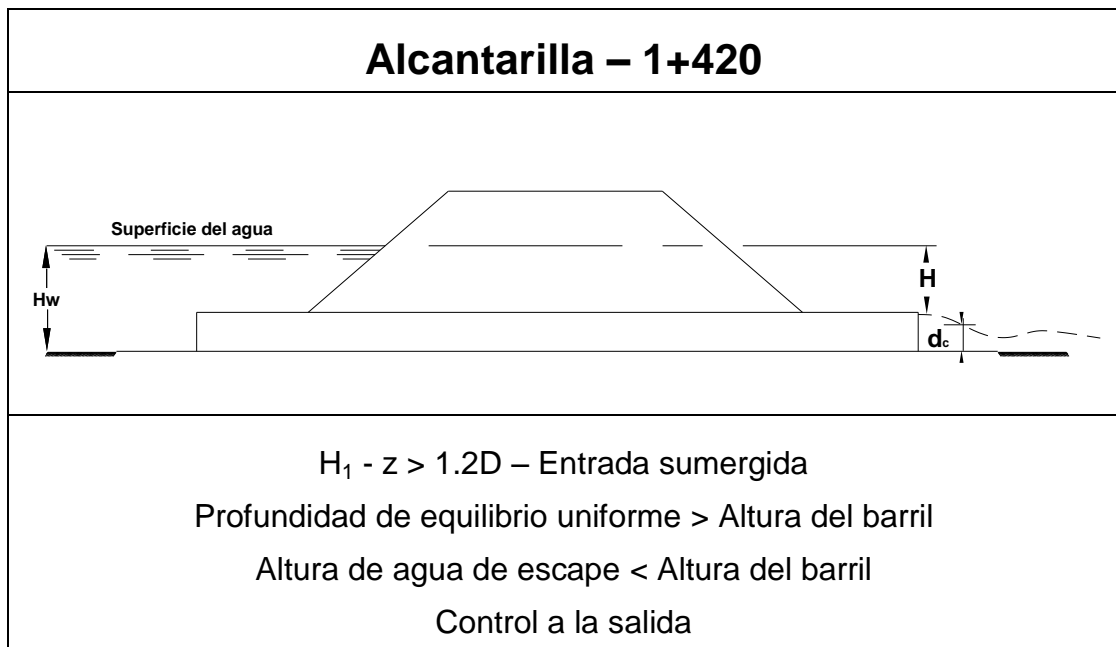 Alcantarilla – 1+420
Superficie del agua
Hw
H
dc
H₁ - z > 1.2D – Entrada sumergida
Profundidad de equilibrio uniforme > Altura del barril
Altura de agua de escape < Altura del barril
Control a la salida